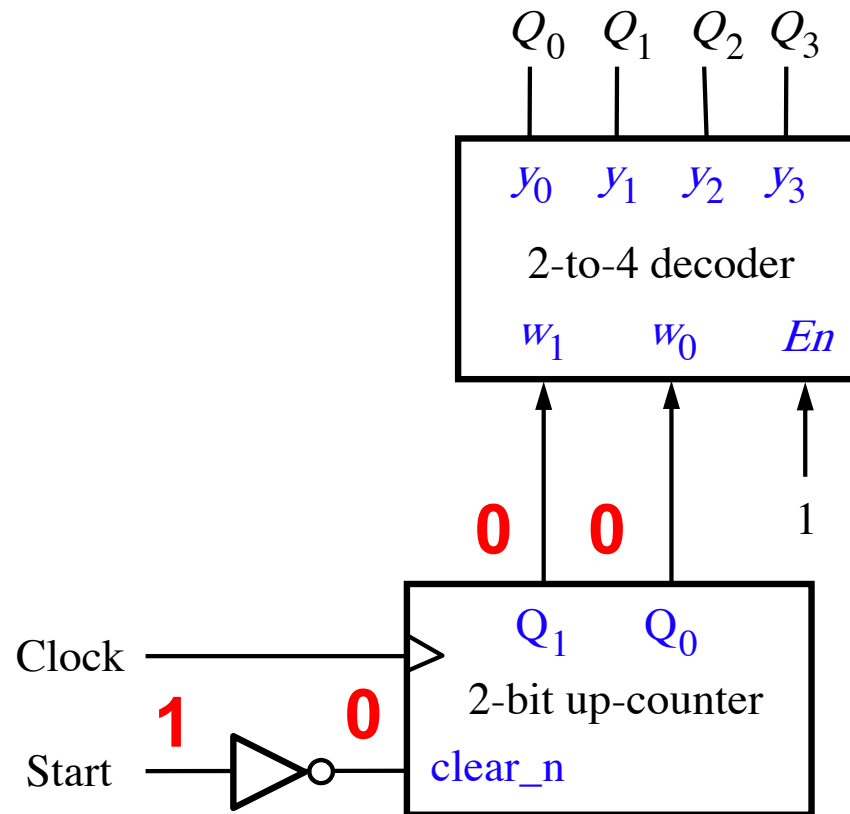 Q0 Q1 Q2 Q3
y0 y1 y2 y3
2-to-4 decoder
w1 w0 En
0 0 1
Q1 Q0
Clock
2-bit up-counter
1 0
Start clear_n